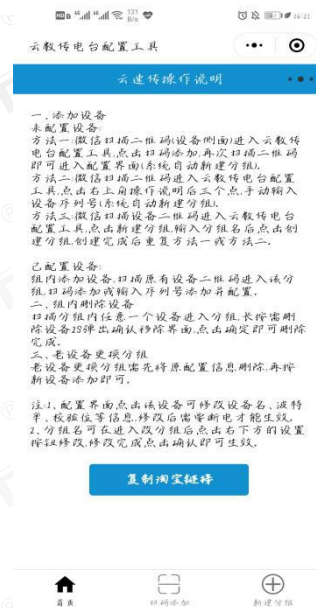 HD 4G 4G 121 B/s
16:21
云数传电台配置工具
云速传操作说明
一、添加设备
未配置设备:
方法一:微信扫描二维码(设备侧面)进入云数传
电台配置工具,点击扫码添加,再次扫描二维码
即可进入配置界面(系统自动新建分组).
方法二:微信扫描二维码进入云数传电台配置
工具,点击右上角操作说明后三个点,手动输入
设备序列号(系统自动新建分组).
方法三:微信扫描设备二维码进入云数传电台
配置工具,点击新建分组,输入分组名后点击创
建分组,创建完成后重复方法一或方法二.
已配置设备:
组内添加设备,扫描原有设备二维码进入该分
组,扫码添加或输入序列号添加并配置.
二、组内删除设备
扫描分组内任意一个设备进入分组,长按需删
除设备2S弹出确认移除界面,点击确定即可删除
完成.
三、老设备更换分组
老设备更换分组需先将原配置信息删除,再按
新设备添加即可.
注:1、配置界面,点击该设备可修改设备名、波特
率、校验位等信息,修改后需要断电才能生效.
2、分组名可在进入改分组后,点击右下方的设置
按钮修改,修改完成点击确认即可生效.
复制淘宝链接
首页
扫码添加
新建分组